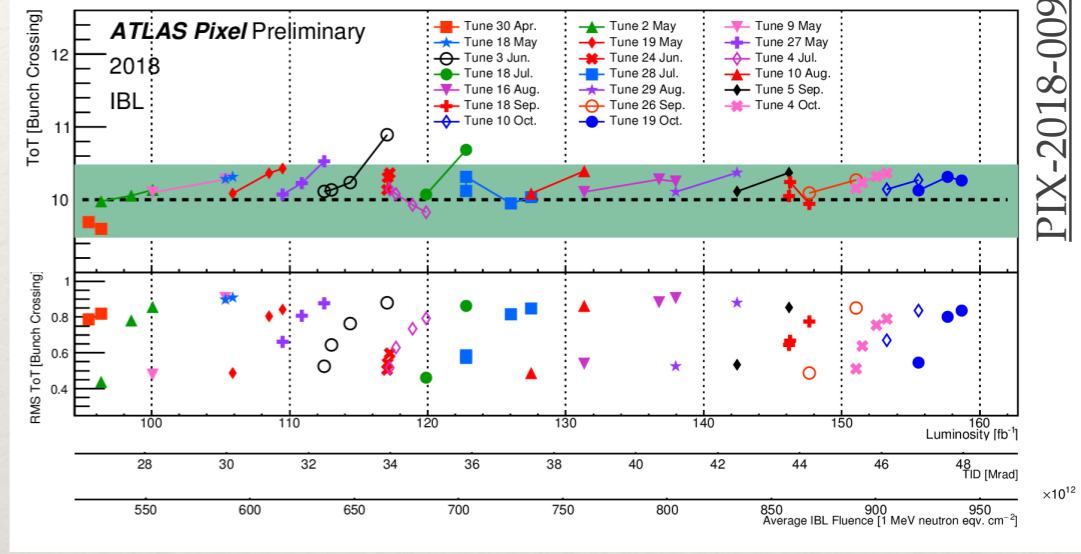 ATLAS Pixel Preliminary
2018
IBL
ToT [Bunch Crossing]
12
11
10
Tune 30 Apr.
Tune 2 May
Tune 9 May
Tune 18 May
Tune 19 May
Tune 27 May
Tune 3 Jun.
Tune 24 Jun.
Tune 4 Jul.
Tune 18 Jul.
Tune 28 Jul.
Tune 10 Aug.
Tune 16 Aug.
Tune 29 Aug.
Tune 5 Sep.
Tune 18 Sep.
Tune 26 Sep.
Tune 4 Oct.
Tune 10 Oct.
Tune 19 Oct.
PIX-2018-009
RMS ToT [Bunch Crossing]
1
0.8
0.6
0.4
100 110 120 130 140 150 160
Luminosity [fb⁻¹]
28 30 32 34 36 38 40 42 44 46 48
TID [Mrad]
×10¹²
550 600 650 700 750 800 850 900 950
Average IBL Fluence [1 MeV neutron eqv. cm⁻²]